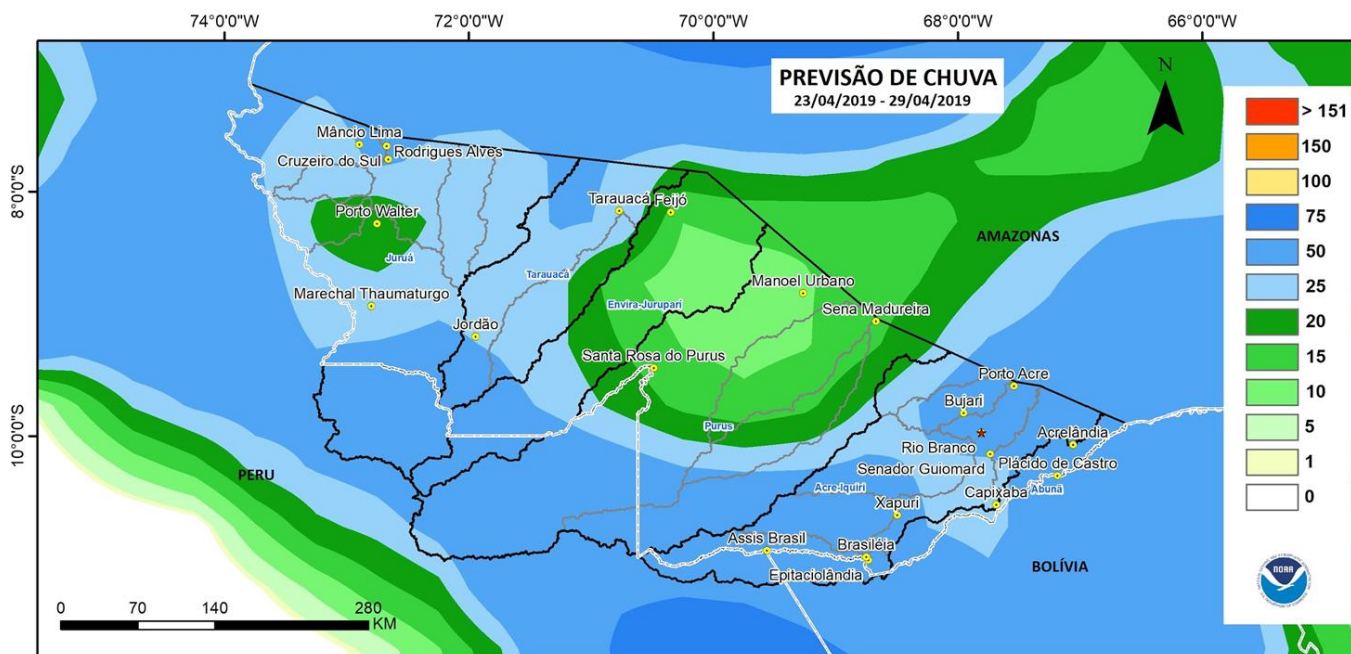 74°0'0"W 72°0'0"W 70°0'0"W 68°0'0"W 66°0'0"W
PREVISÃO DE CHUVA
23/04/2019 - 29/04/2019
N
> 151
150
100
75
50
25
20
15
10
5
1
0
8°0'0"S
10°0'0"S
Mâncio Lima
Rodrigues Alves
Cruzeiro do Sul
Porto Walter
Juruá
Marechal Thaumaturgo
Jordão
Tarauacá
Feijó
Tarauacá
Envira-Jurupari
Manoel Urbano
Sena Madureira
Santa Rosa do Purus
Purus
AMAZONAS
Porto Acre
Bujari
Rio Branco
Acrelândia
Senador Guiomard
Plácido de Castro
Abunã
Capixaba
Acre-Iquiri
Xapuri
Assis Brasil
Brasiléia
Epitaciolândia
PERU
BOLÍVIA
NOAA
0 70 140 280
KM